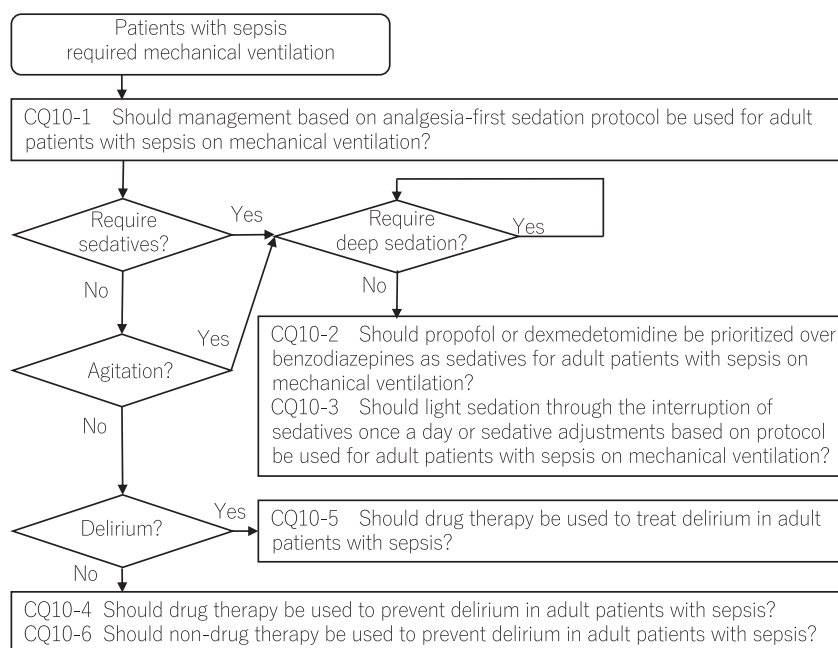 Patients with sepsis
required mechanical ventilation
CQ10-1 Should management based on analgesia-first sedation protocol be used for adult
patients with sepsis on mechanical ventilation?
Require
sedatives?
Yes
Require
deep sedation?
Yes
No
No
Yes
CQ10-2 Should propofol or dexmedetomidine be prioritized over
benzodiazepines as sedatives for adult patients with sepsis on
mechanical ventilation?
CQ10-3 Should light sedation through the interruption of
sedatives once a day or sedative adjustments based on protocol
be used for adult patients with sepsis on mechanical ventilation?
Agitation?
No
Delirium?
Yes
CQ10-5 Should drug therapy be used to treat delirium in adult
patients with sepsis?
No
CQ10-4 Should drug therapy be used to prevent delirium in adult patients with sepsis?
CQ10-6 Should non-drug therapy be used to prevent delirium in adult patients with sepsis?